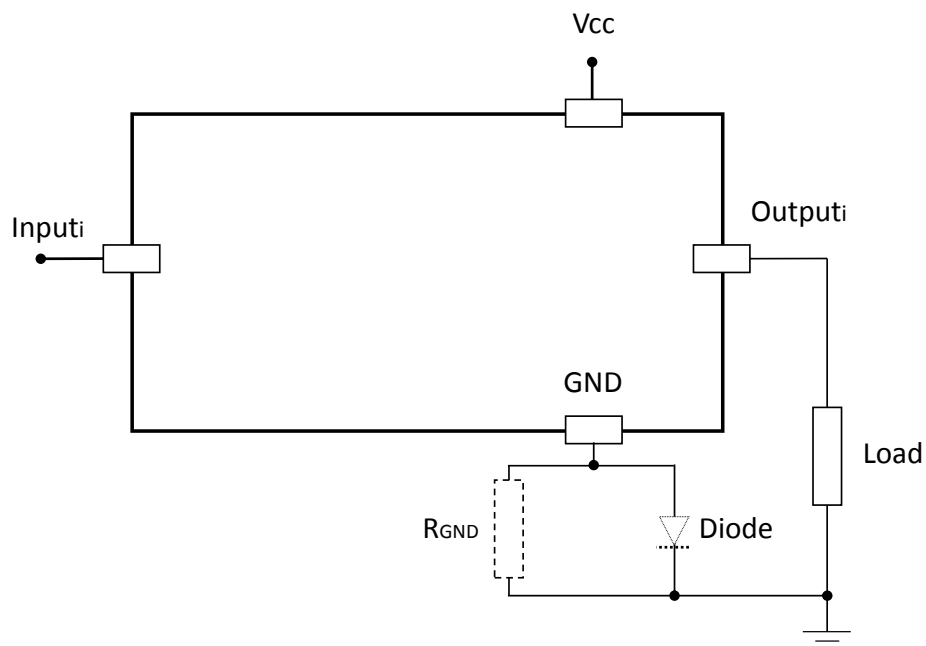 Vcc
Inputi
Outputi
GND
Load
RGND
Diode